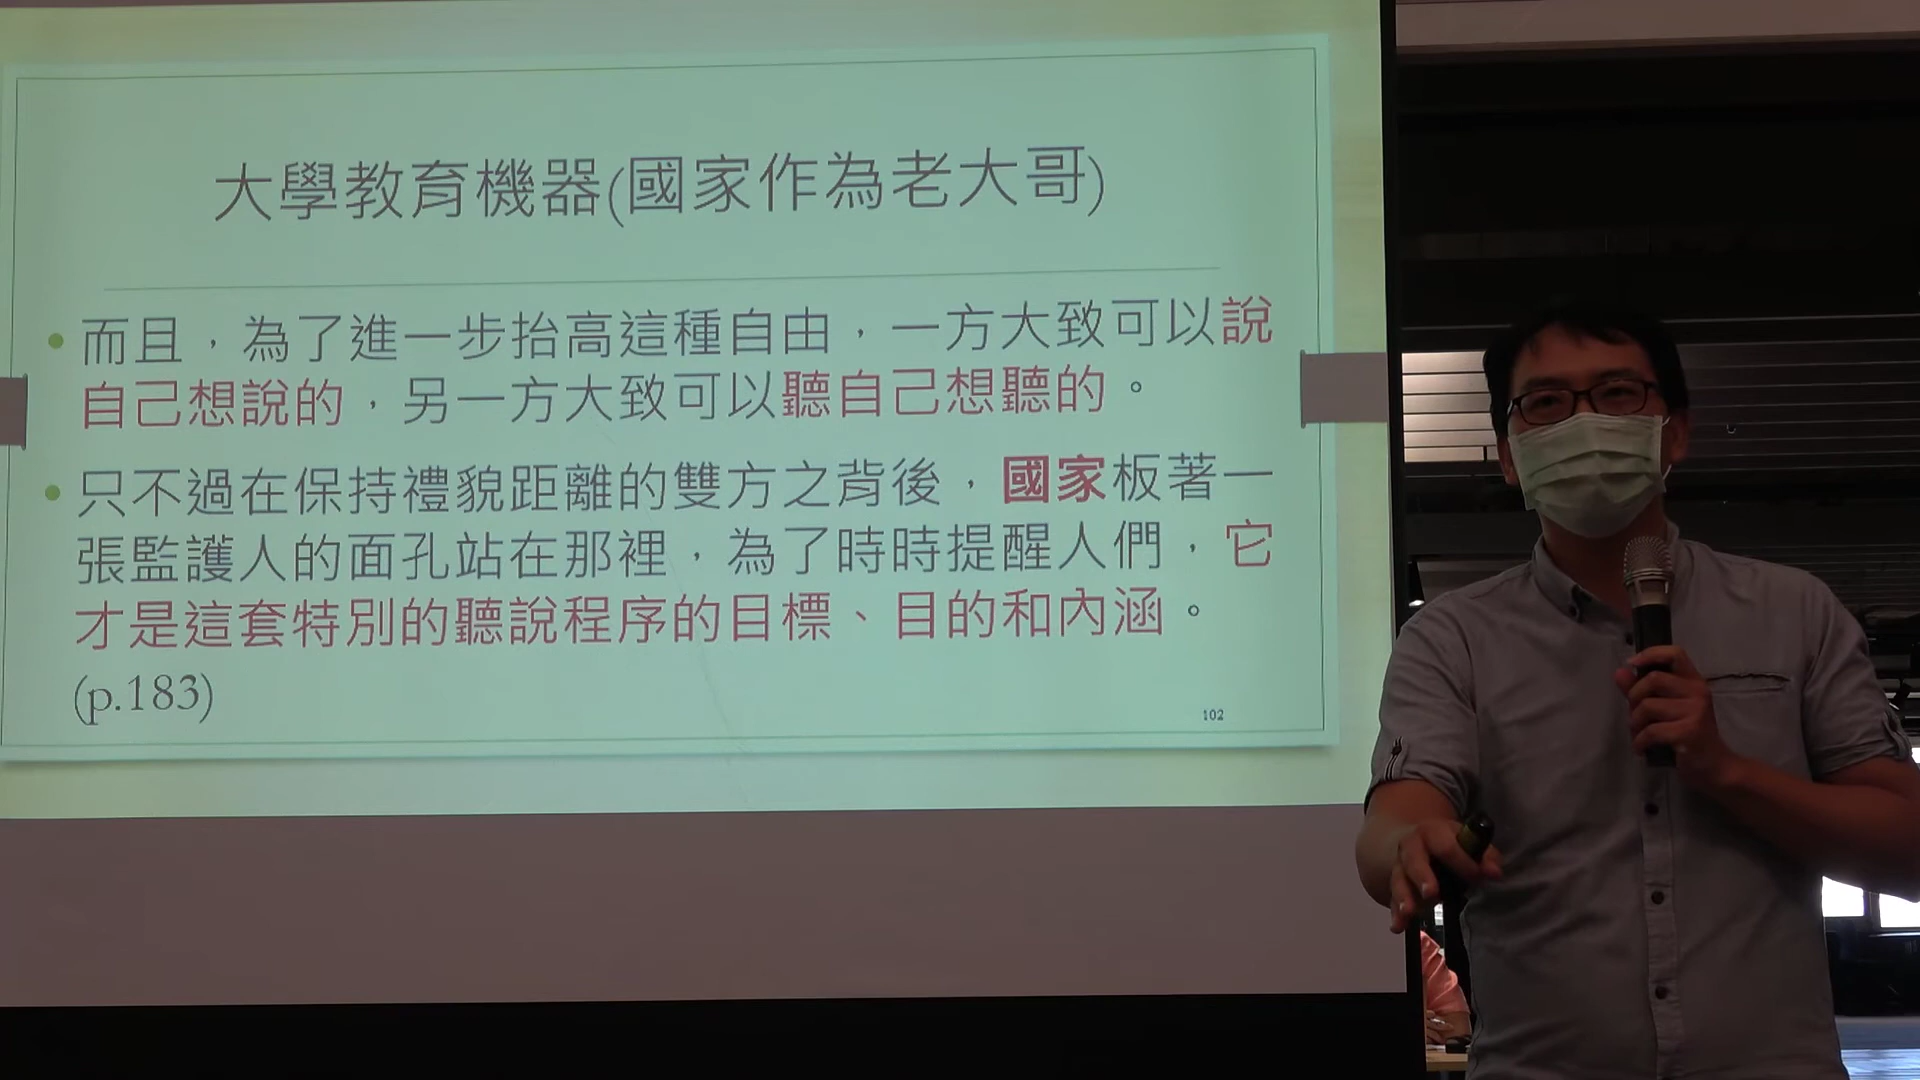 大學教育機器(國家作為老大哥)
而且，為了進一步抬高這種自由，一方大致可以說
自己想說的，另一方大致可以聽自己想聽的。
只不過在保持禮貌距離的雙方之背後，國家板著一
張監護人的面孔站在那裡，為了時時提醒人們，它
才是這套特別的聽說程序的目標、目的和內涵。
(p.183)
102